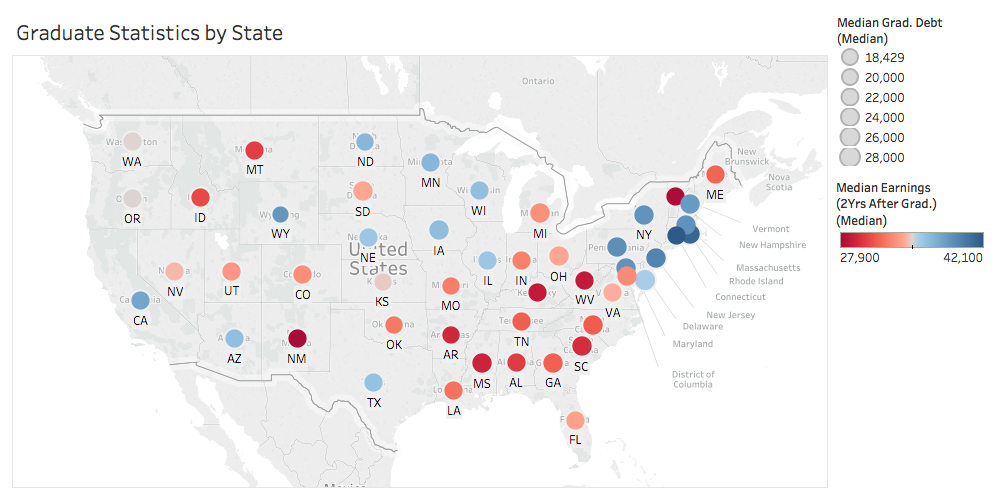 Graduate Statistics by State
Median Grad. Debt
(Median)
18,429
20,000
22,000
24,000
26,000
28,000
Median Earnings
(2Yrs After Grad.)
(Median)
27,900
42,100
Ontario
New
Brunswick
Nova
Scotia
WA
MT
ND
MN
ME
OR
ID
WY
SD
WI
MI
NY
Vermont
New Hampshire
Massachusetts
Rhode Island
Connecticut
New Jersey
Delaware
Maryland
District of
Columbia
NE
United
States
IA
IL
IN
OH
NV
UT
CO
KS
MO
WV
VA
CA
AZ
NM
OK
AR
TN
SC
TX
LA
MS
AL
GA
FL